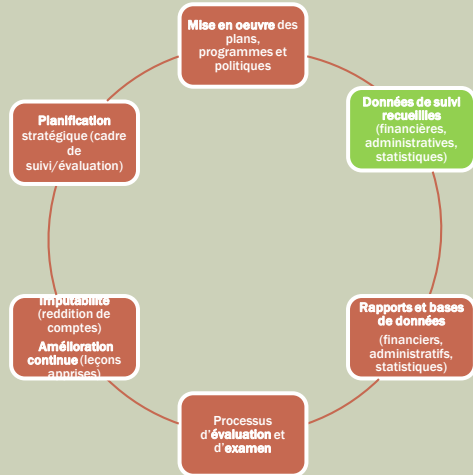 Mise en oeuvre des
plans,
programmes et
politiques
Données de suivi
recueillies
(financières,
administratives,
statistiques)
Rapports et bases
de données
(financiers,
administratifs,
statistiques)
Processus
d'évaluation et
d'examen
Imputabilité
(reddition de
comptes)
Amélioration
continue (leçons
apprises)
Planification
stratégique (cadre
de
suivi/évaluation)